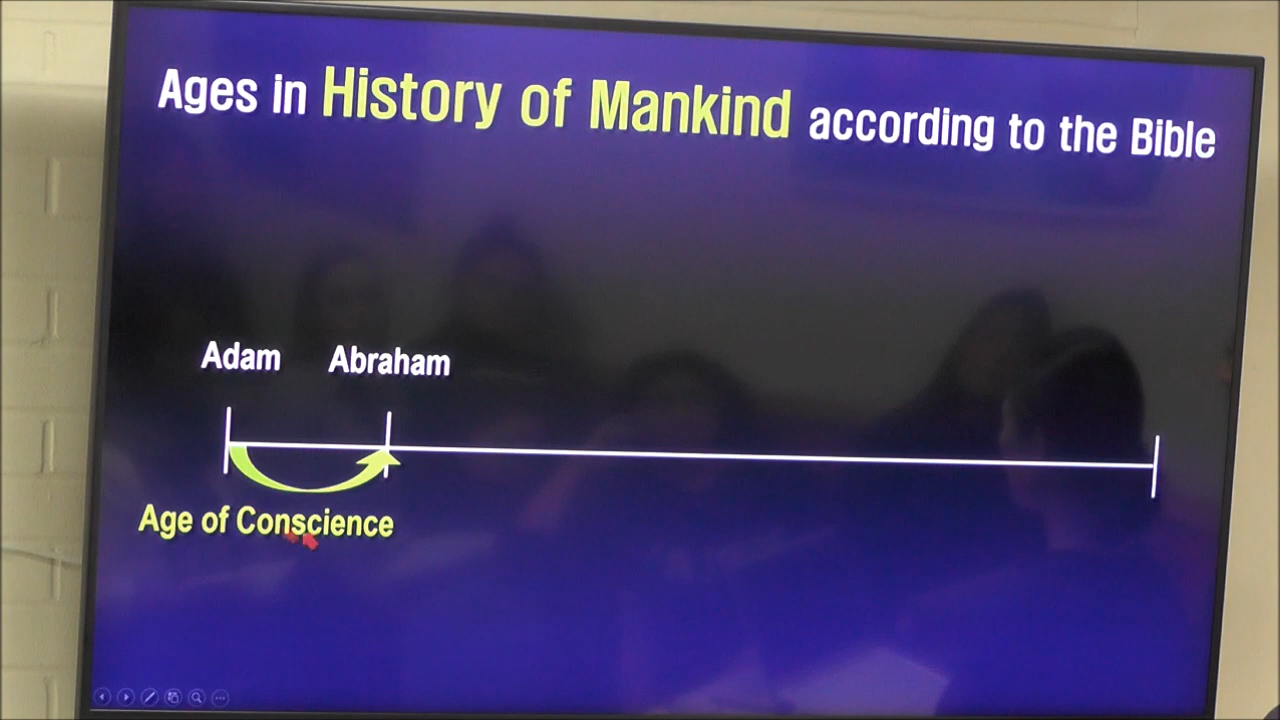 Ages in History of Mankind according to the Bible
Adam Abraham
Age of Conscience